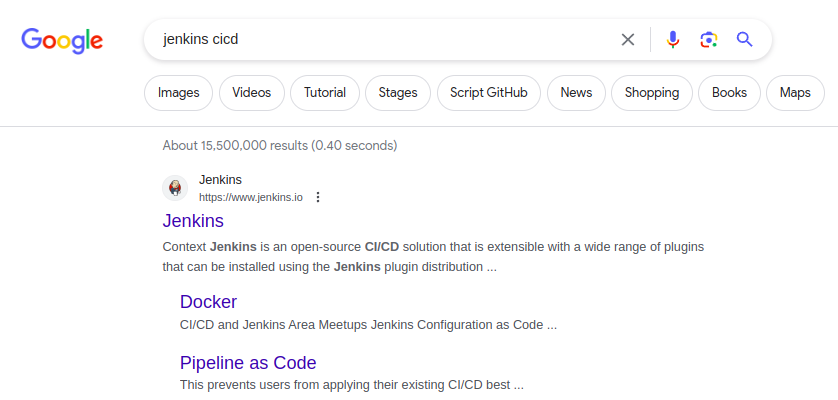 Google
jenkins cicd
Images Videos Tutorial Stages Script GitHub News Shopping Books Maps
About 15,500,000 results (0.40 seconds)
Jenkins
https://www.jenkins.io
Jenkins
Context Jenkins is an open-source CI/CD solution that is extensible with a wide range of plugins
that can be installed using the Jenkins plugin distribution ...
Docker
CI/CD and Jenkins Area Meetups Jenkins Configuration as Code ...
Pipeline as Code
This prevents users from applying their existing CI/CD best ...